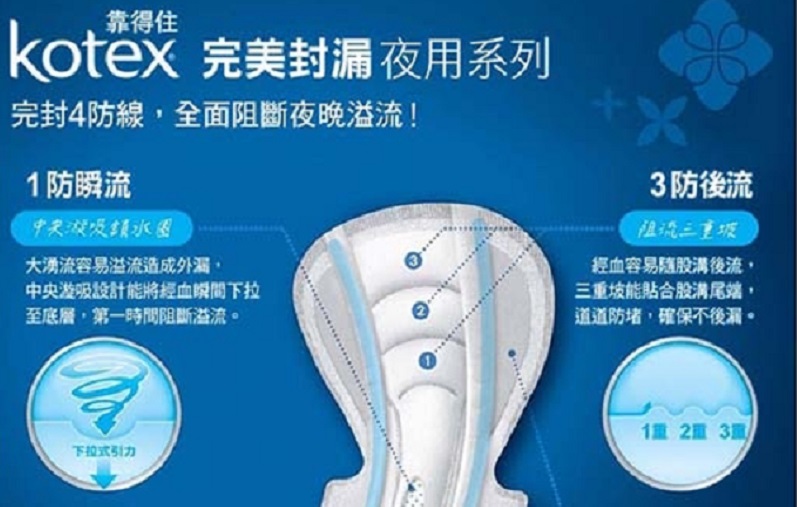 靠得住
kotex 完美封漏 夜用系列
完封4防線，全面阻斷夜晚溢流！
1防瞬流
中央漩吸鎖水圈
大湧流容易溢流造成外漏，
中央漩吸設計能將經血瞬間下拉
至底層，第一時間阻斷溢流。
下拉式引力
3
2
1
3防後流
阻流三重坡
經血容易隨股溝後流，
三重坡能貼合股溝尾端，
道道防堵，確保不後漏。
1重 2重 3重